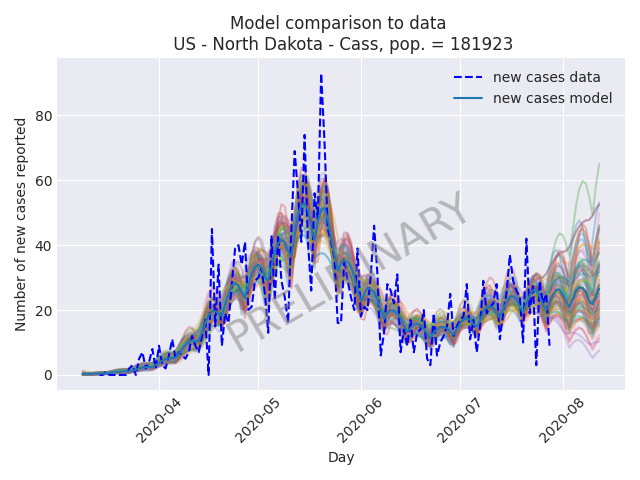 Model comparison to data
US - North Dakota - Cass, pop. = 181923
new cases data
new cases model
Number of new cases reported
80
60
40
20
0
PRELIMINARY
2020-04
2020-05
2020-06
2020-07
2020-08
Day